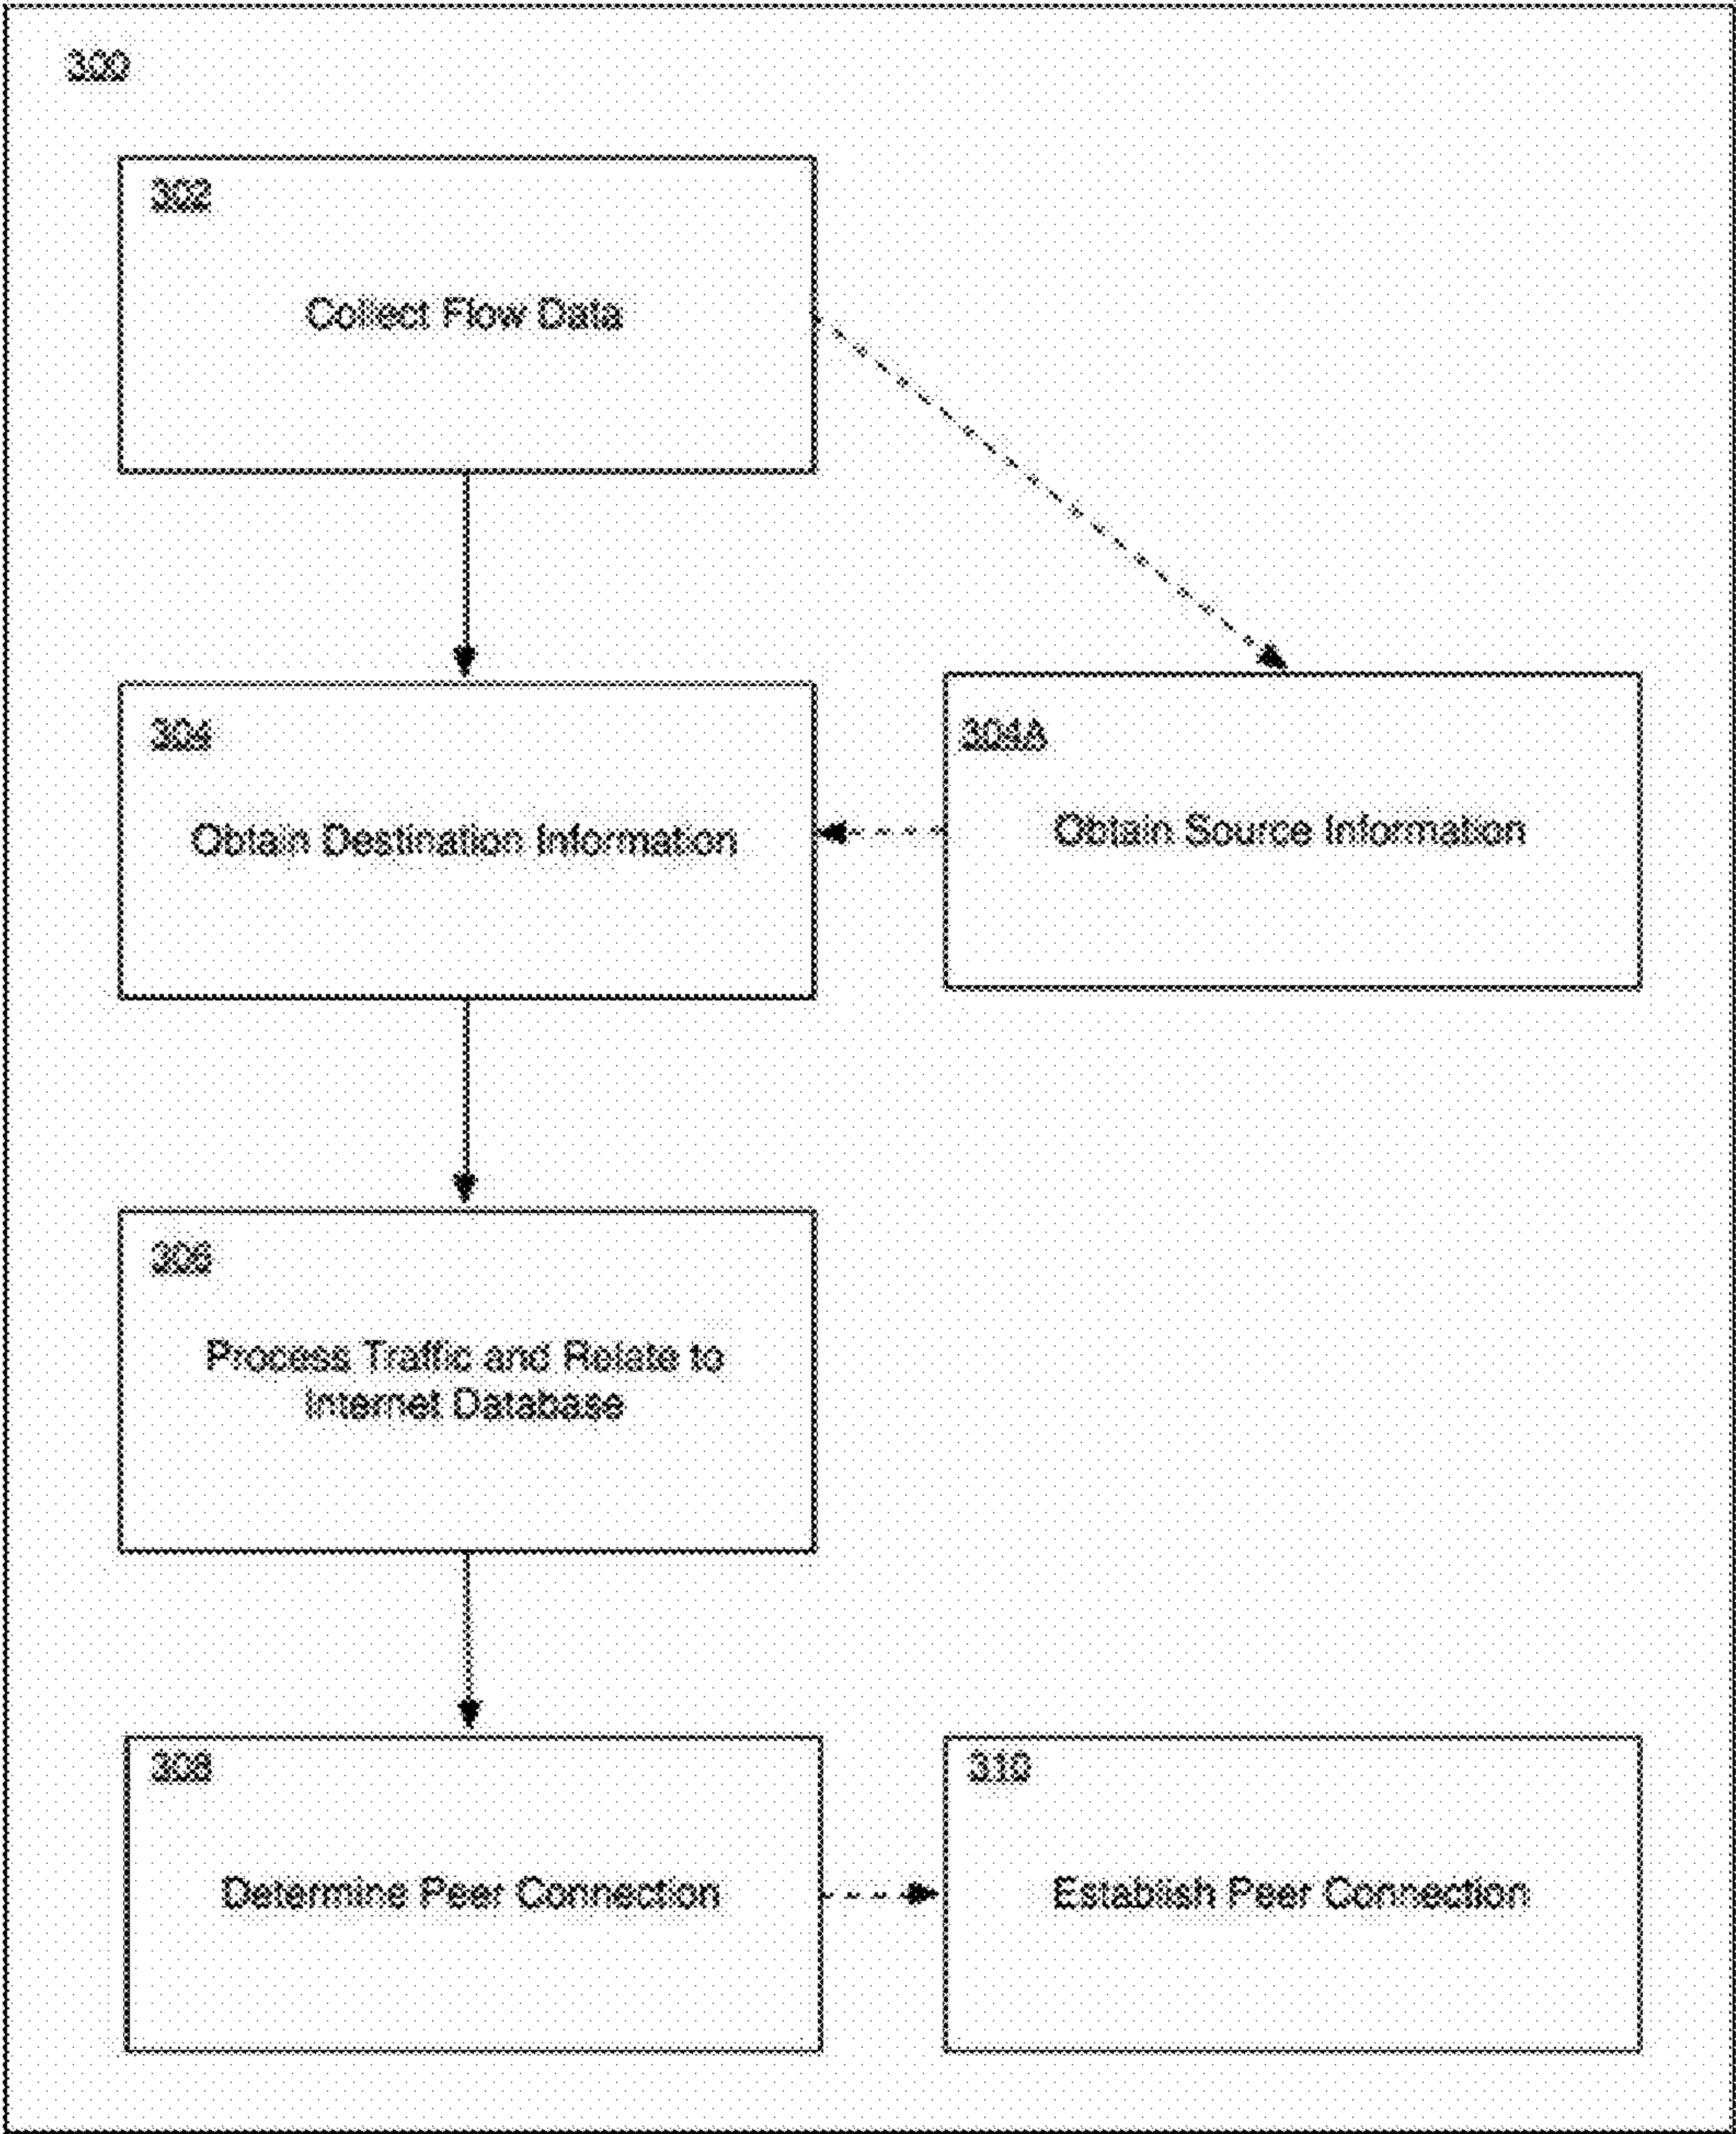 300
302
Collect Flow Data
304
Obtain Destination Information
304A
Obtain Source Information
306
Process Traffic and Relate to
Internet Database
308
Determine Peer Connection
310
Establish Peer Connection